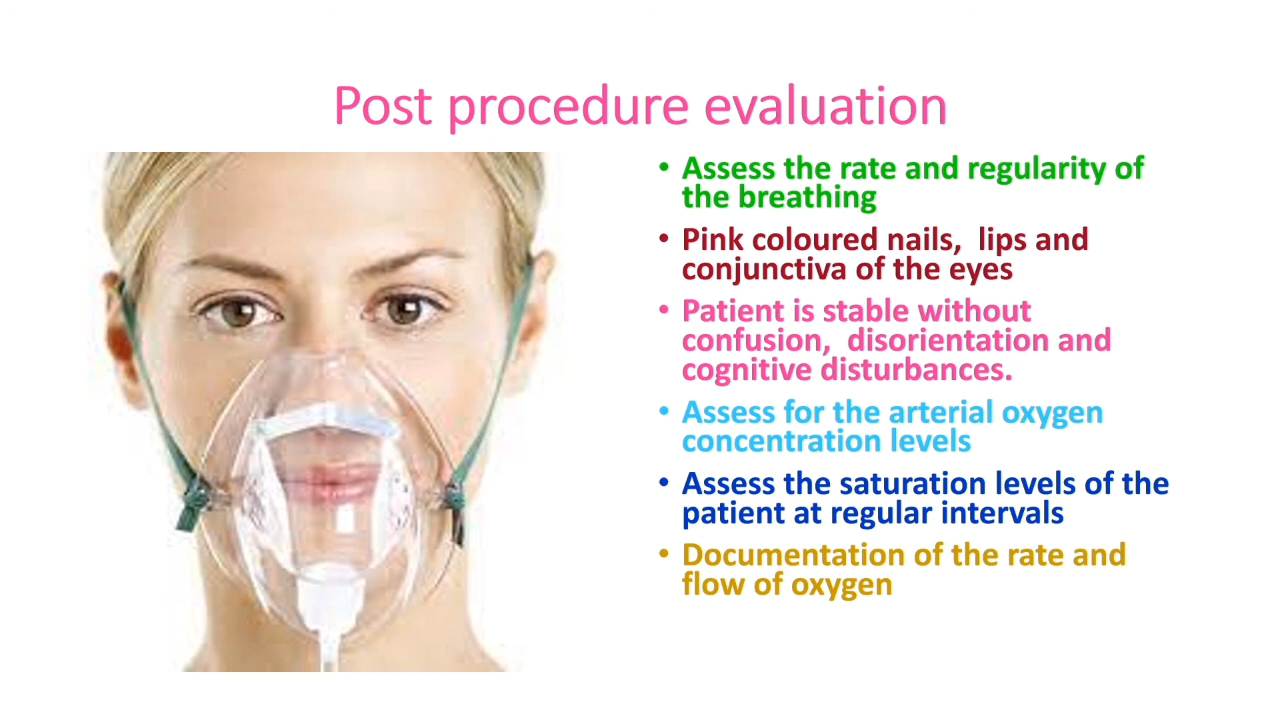 Post procedure evaluation
• Assess the rate and regularity of
the breathing
• Pink coloured nails,  lips and
conjunctiva of the eyes
• Patient is stable without
confusion,  disorientation and
cognitive disturbances.
• Assess for the arterial oxygen
concentration levels
• Assess the saturation levels of the
patient at regular intervals
• Documentation of the rate and
flow of oxygen